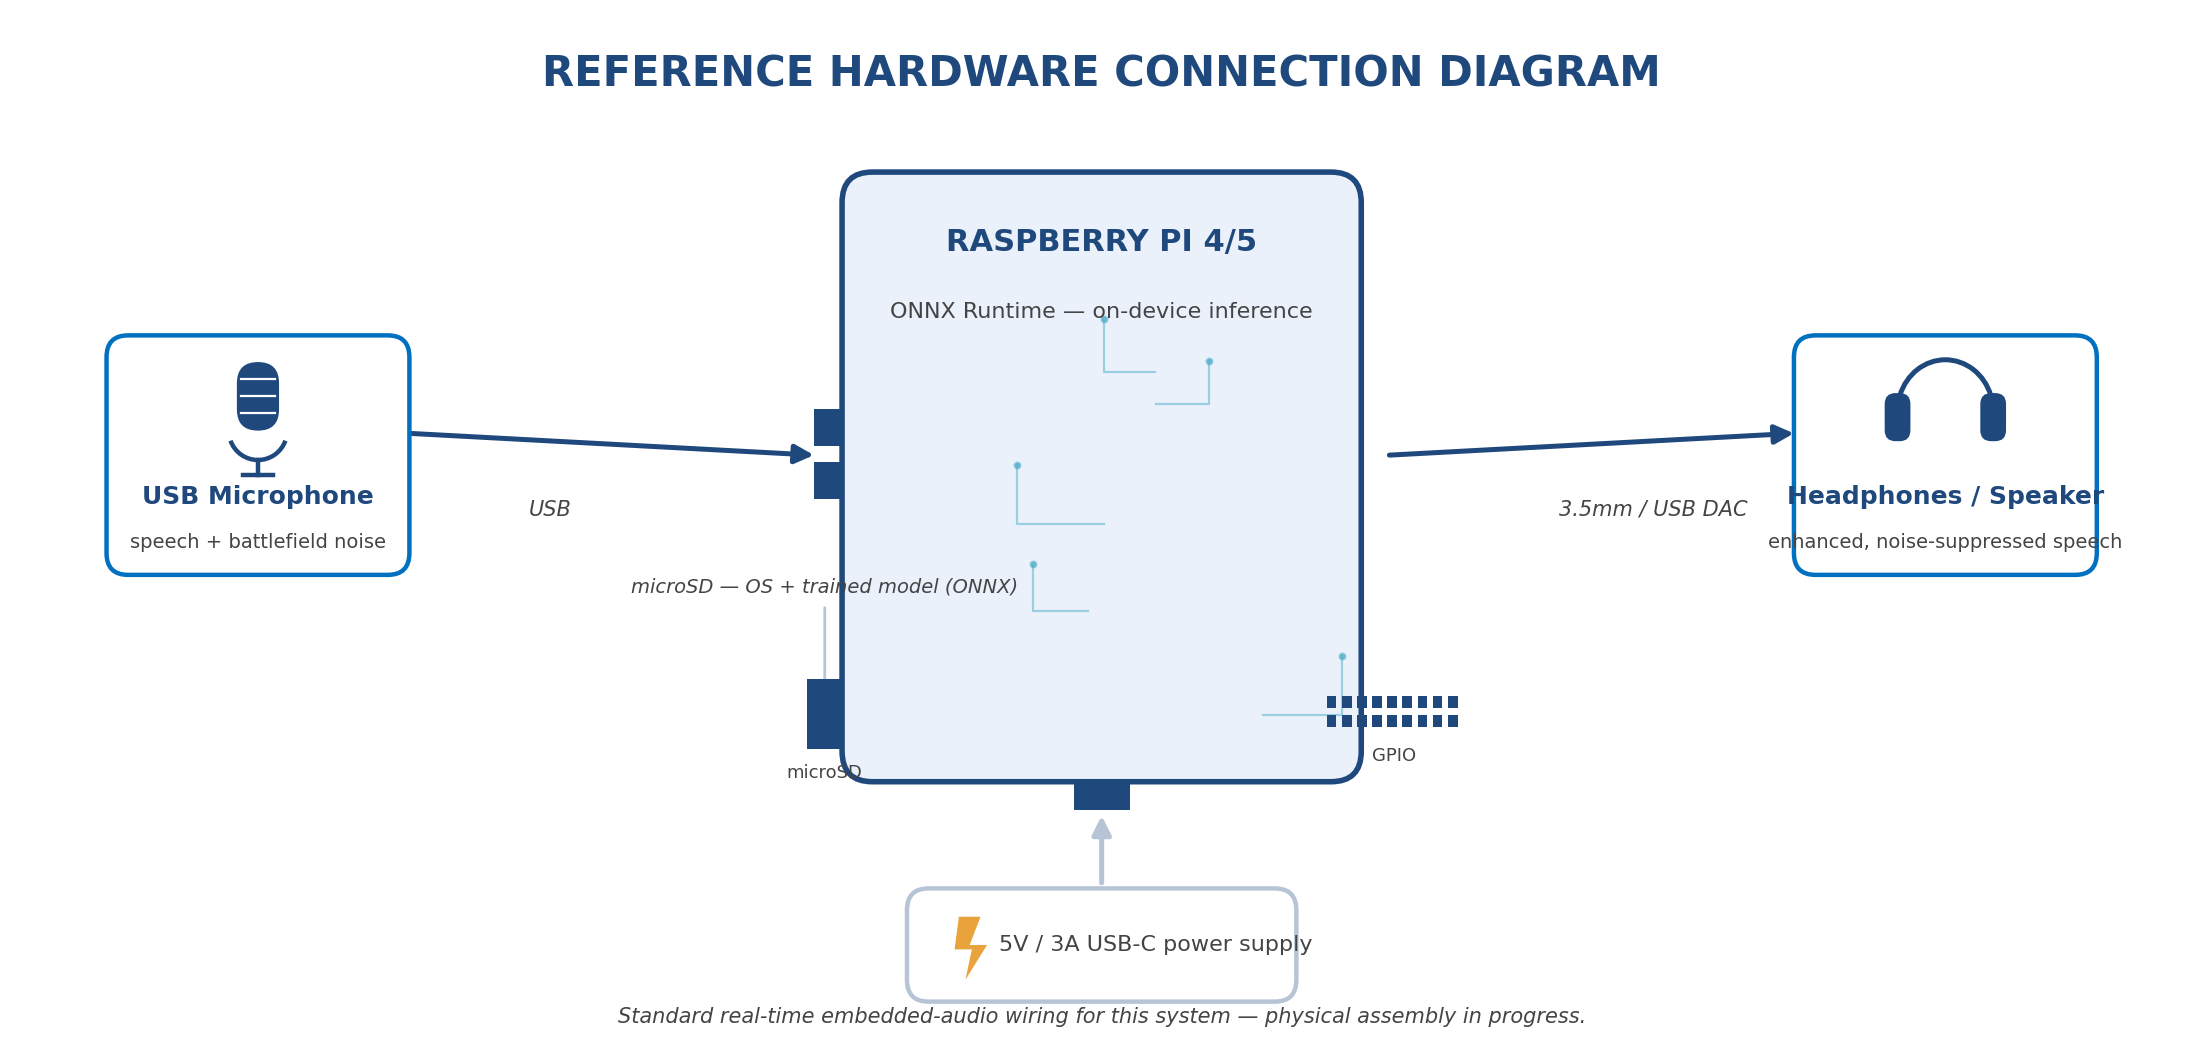 REFERENCE HARDWARE CONNECTION DIAGRAM
RASPBERRY PI 4/5
ONNX Runtime — on-device inference
USB Microphone
speech + battlefield noise
USB
3.5mm / USB DAC
Headphones / Speaker
enhanced, noise-suppressed speech
microSD — OS + trained model (ONNX)
microSD
GPIO
5V / 3A USB-C power supply
Standard real-time embedded-audio wiring for this system — physical assembly in progress.